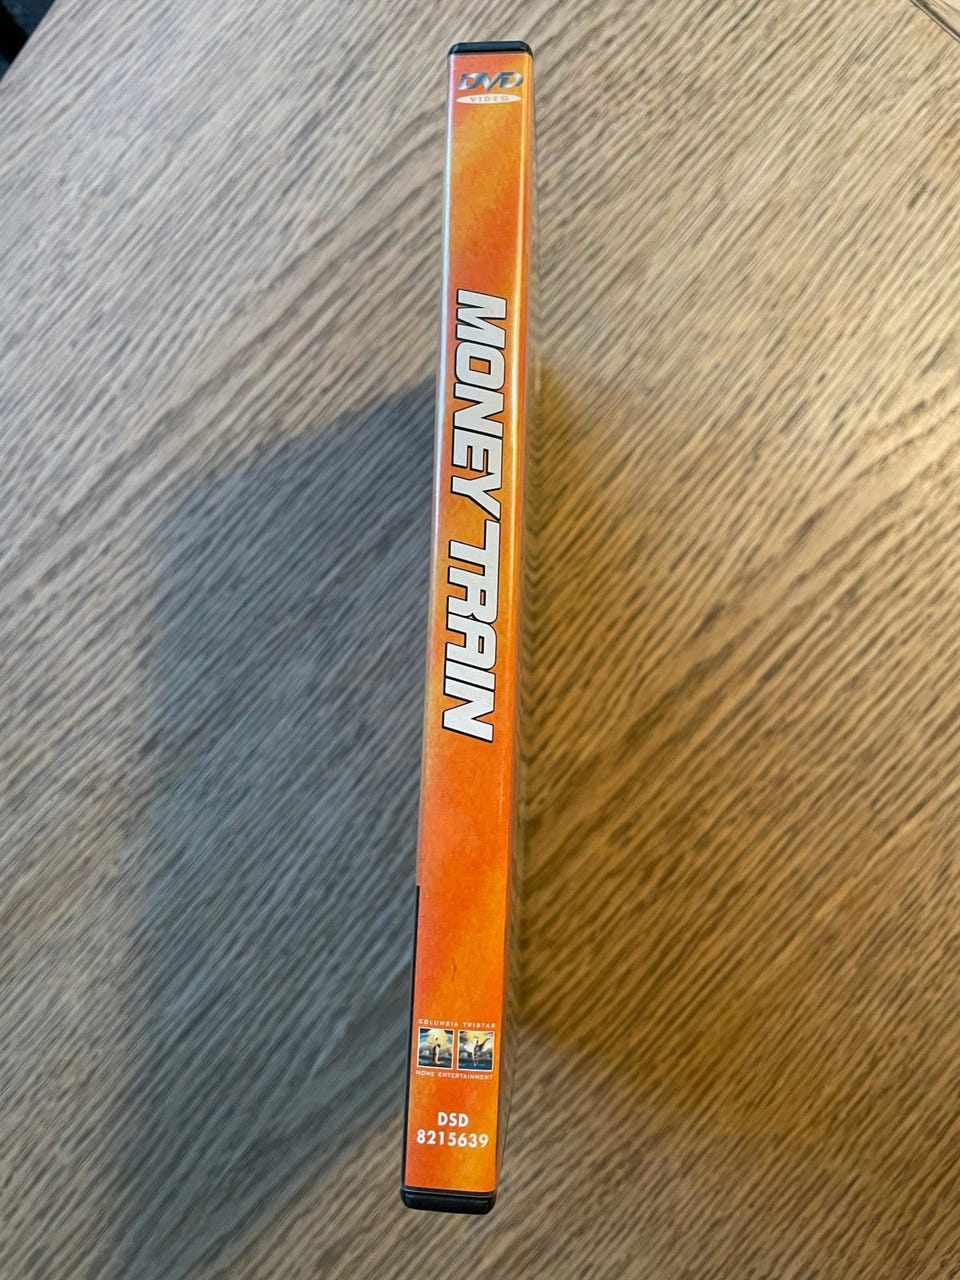 DVD
VIDEO
MONEY TRAIN
COLUMBIA TRISTAR
HOME ENTERTAINMENT
DSD
8215639